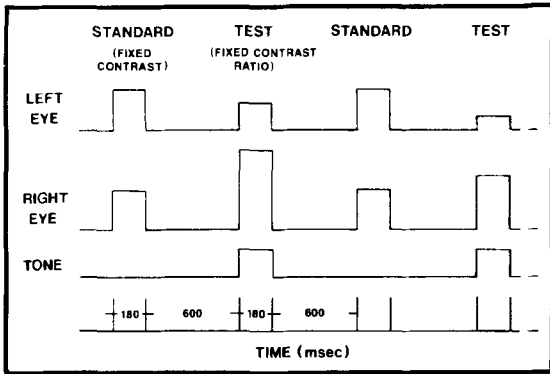 STANDARD TEST STANDARD TEST
(FIXED CONTRAST) (FIXED CONTRAST RATIO)
LEFT EYE
RIGHT EYE
TONE
180 600 180 600
TIME (msec)